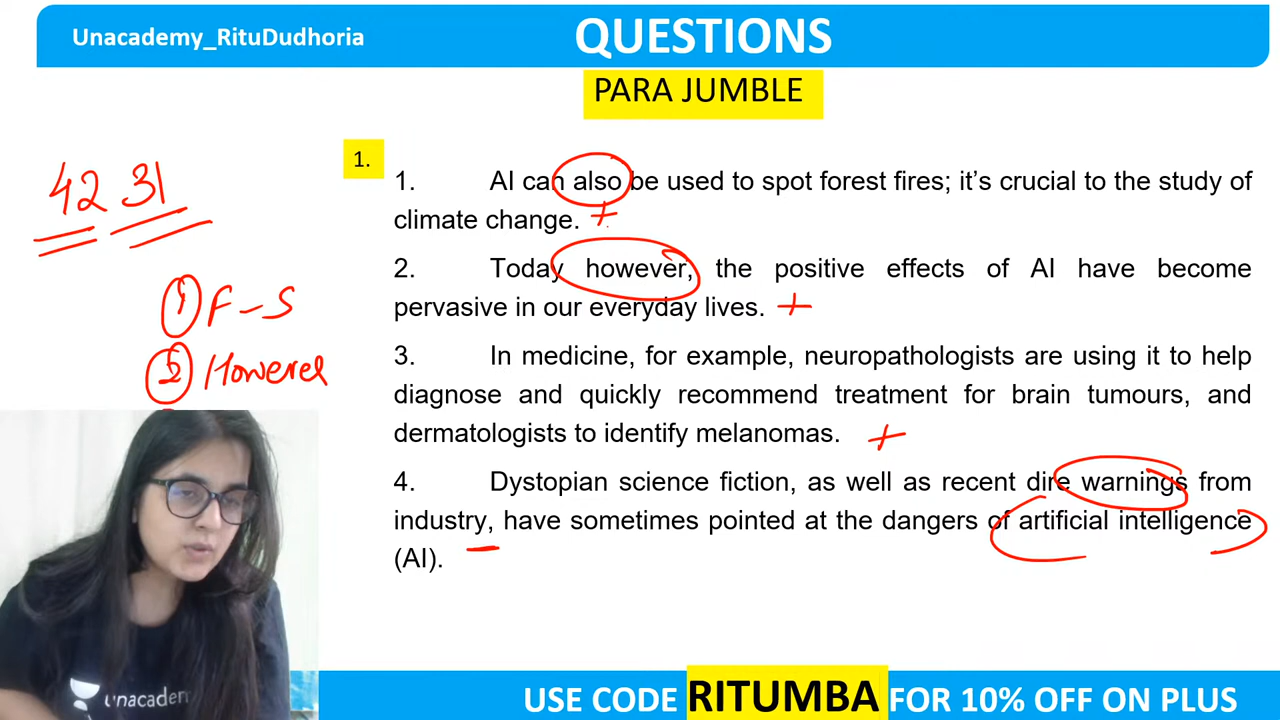 Unacademy_RituDudhoria
QUESTIONS
PARA JUMBLE
42 31
① F - S
② However
1.
1. AI can also be used to spot forest fires; it’s crucial to the study of
climate change. +
2. Today however, the positive effects of AI have become
pervasive in our everyday lives. +
3. In medicine, for example, neuropathologists are using it to help
diagnose and quickly recommend treatment for brain tumours, and
dermatologists to identify melanomas. +
4. Dystopian science fiction, as well as recent dire warnings from
industry, have sometimes pointed at the dangers of artificial intelligence
(AI).
unacademy
USE CODE RITUMBA FOR 10% OFF ON PLUS